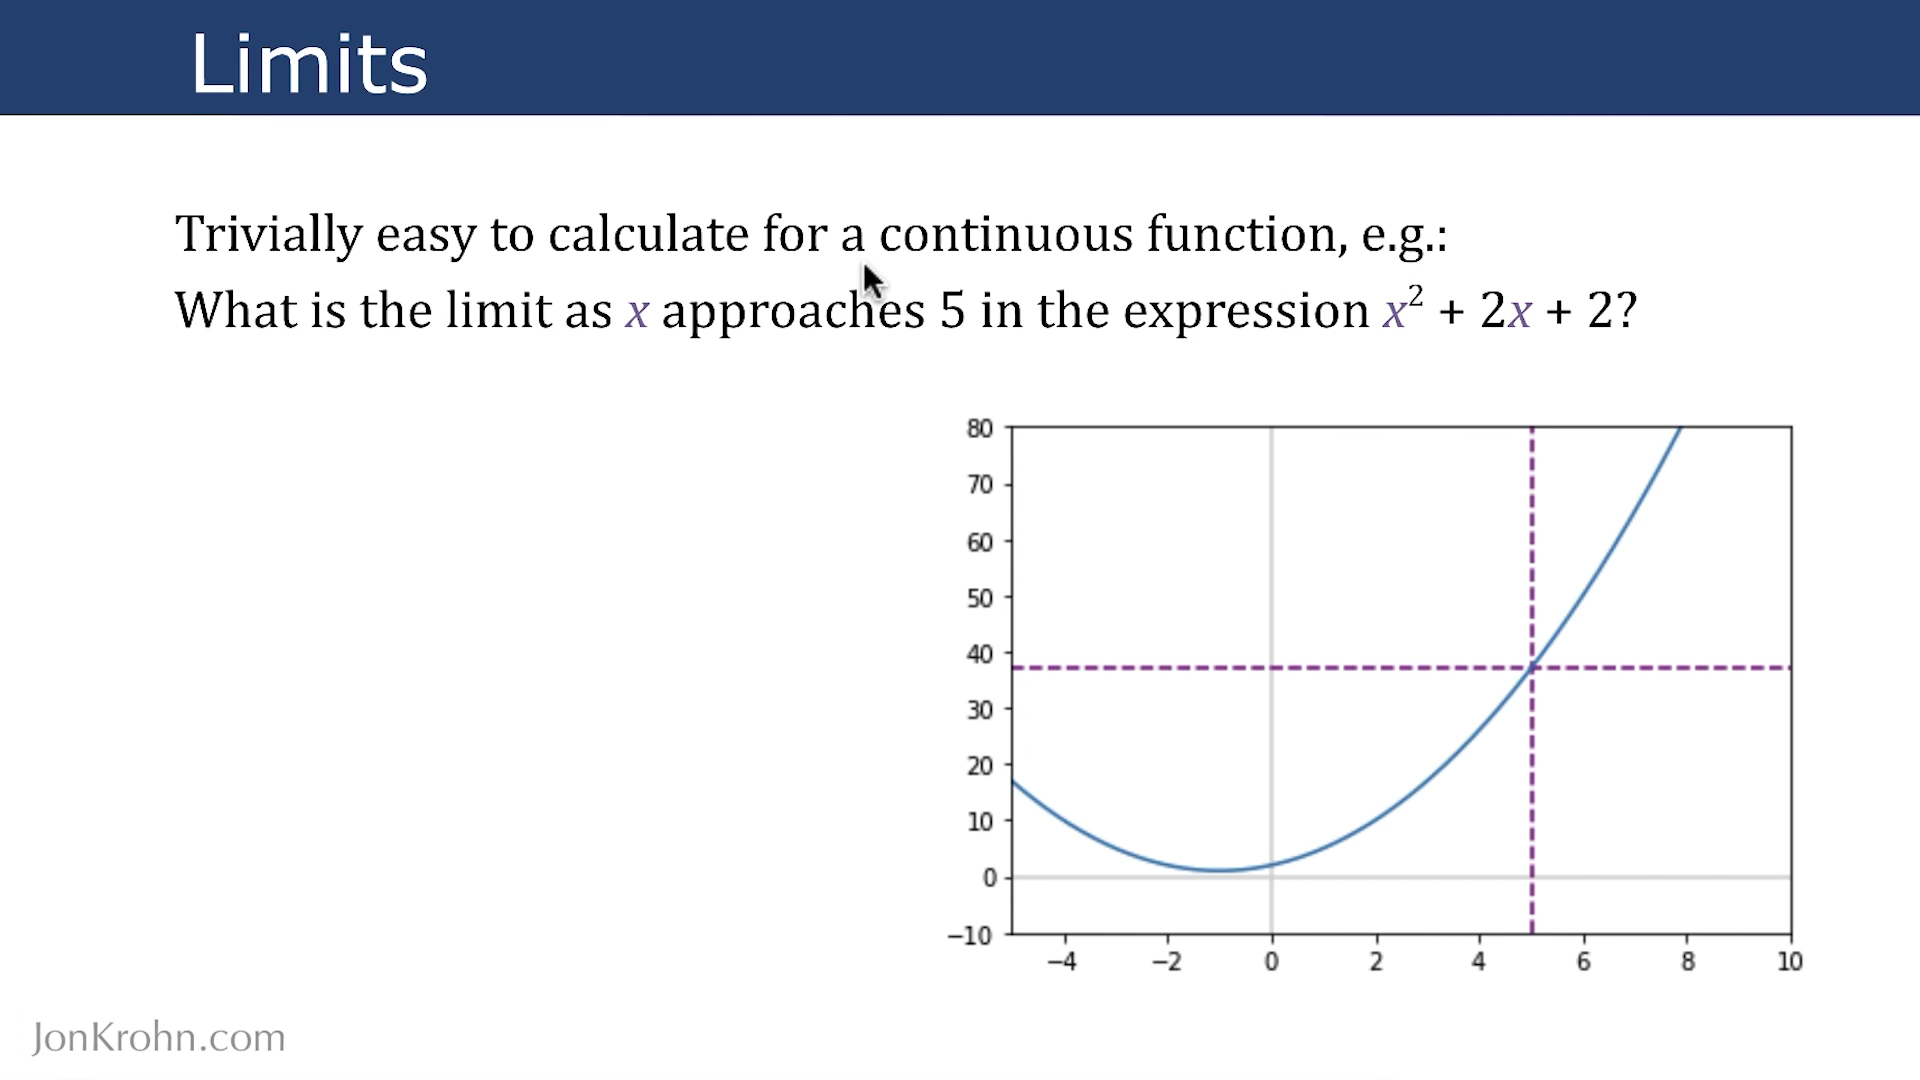 Limits
Trivially easy to calculate for a continuous function, e.g.:
What is the limit as x approaches 5 in the expression x² + 2x + 2?
80
70
60
50
40
30
20
10
0
−10
−4 −2 0 2 4 6 8 10
JonKrohn.com